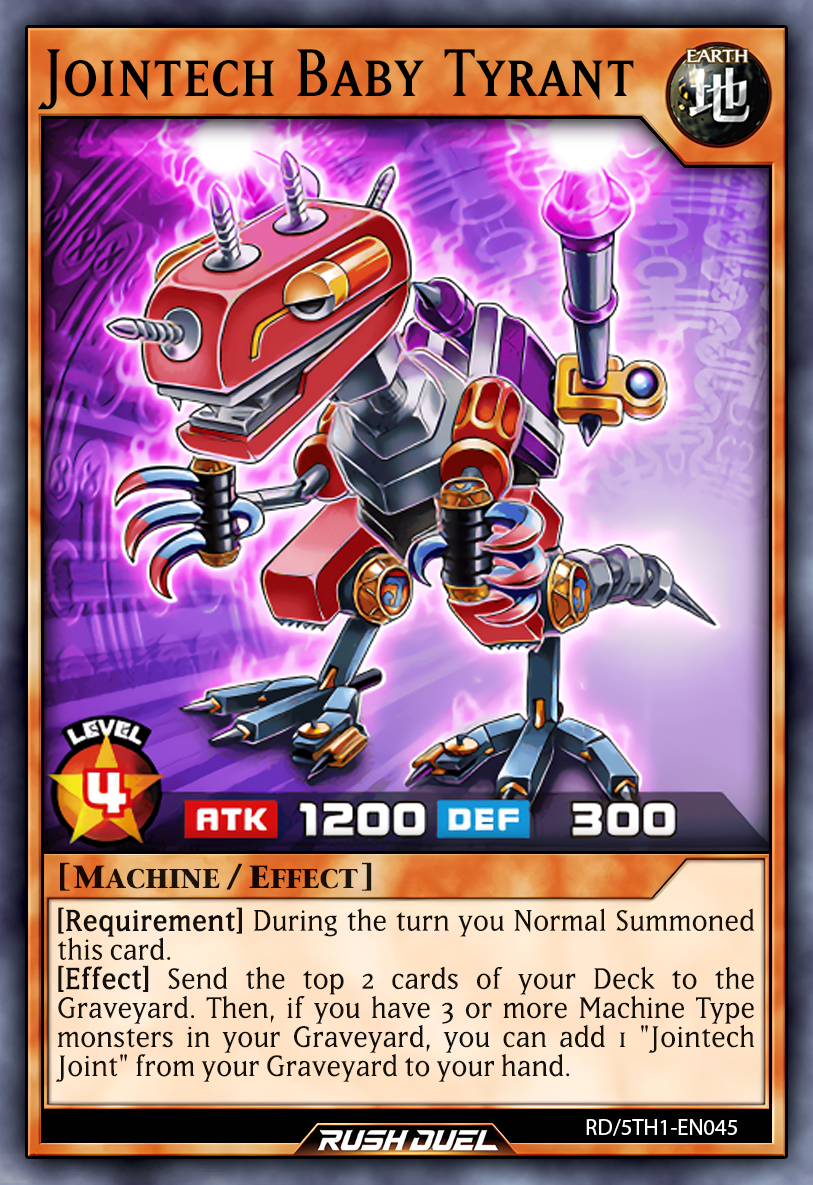 Jointech Baby Tyrant
EARTH
地
LEVEL
4
ATK 1200 DEF 300
[Machine / Effect]
[Requirement] During the turn you Normal Summoned
this card.
[Effect] Send the top 2 cards of your Deck to the
Graveyard. Then, if you have 3 or more Machine Type
monsters in your Graveyard, you can add 1 "Jointech
Joint" from your Graveyard to your hand.
RUSH DUEL
RD/5TH1-EN045